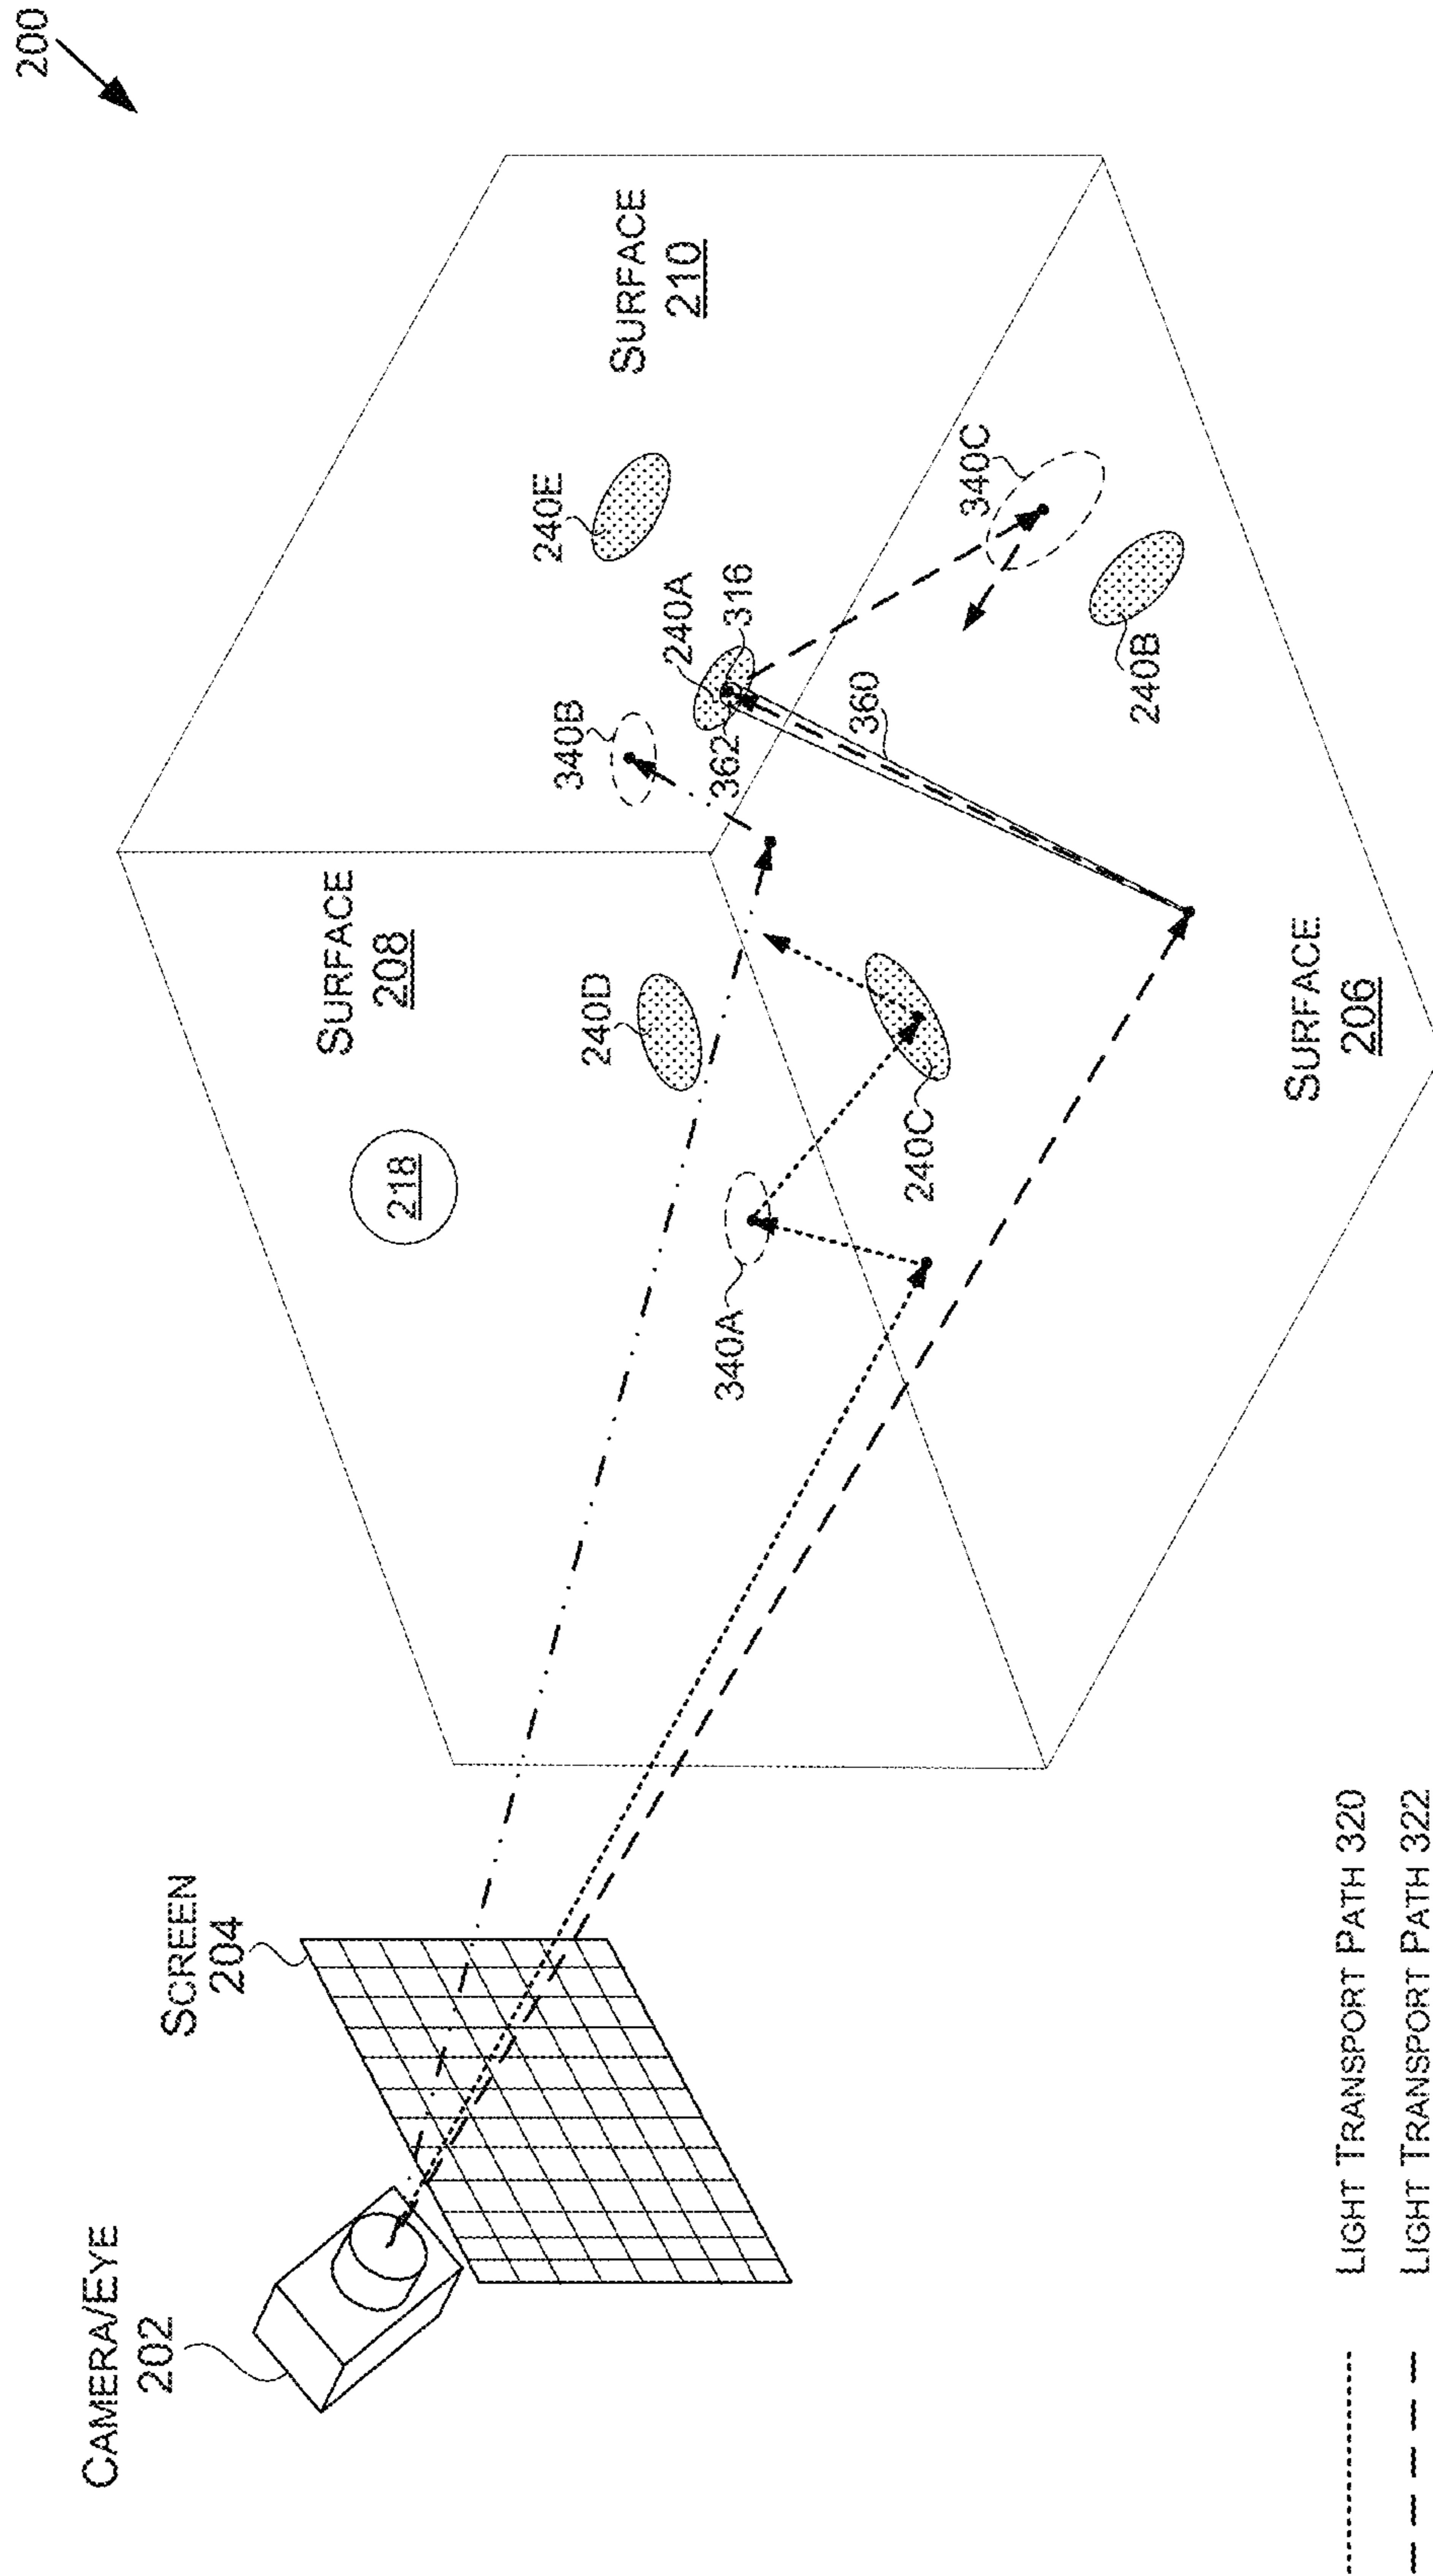 200
CAMERA/EYE
202
SCREEN
204
SURFACE
208
SURFACE
210
218
240D
240E
340B
240A
316
362
340A
340C
240C
360
240B
SURFACE
206
LIGHT TRANSPORT PATH 320
LIGHT TRANSPORT PATH 322